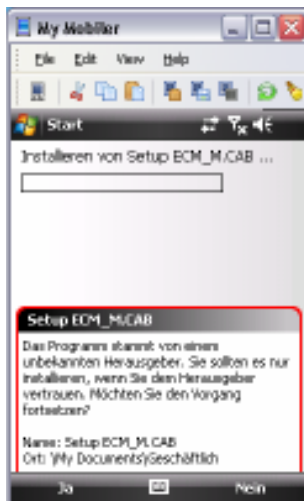 My Mobiler
File Edit View Help
Start
Installieren von Setup ECM_M.CAB ...
Setup ECM_M.CAB
Das Programm stammt von einem
unbekannten Herausgeber. Sie sollten es nur
installieren, wenn Sie dem Herausgeber
vertrauen. Möchten Sie den Vorgang
fortsetzen?
Name: Setup ECM_M.CAB
Ort: \My Documents\Geschäftlich
Ja Nein